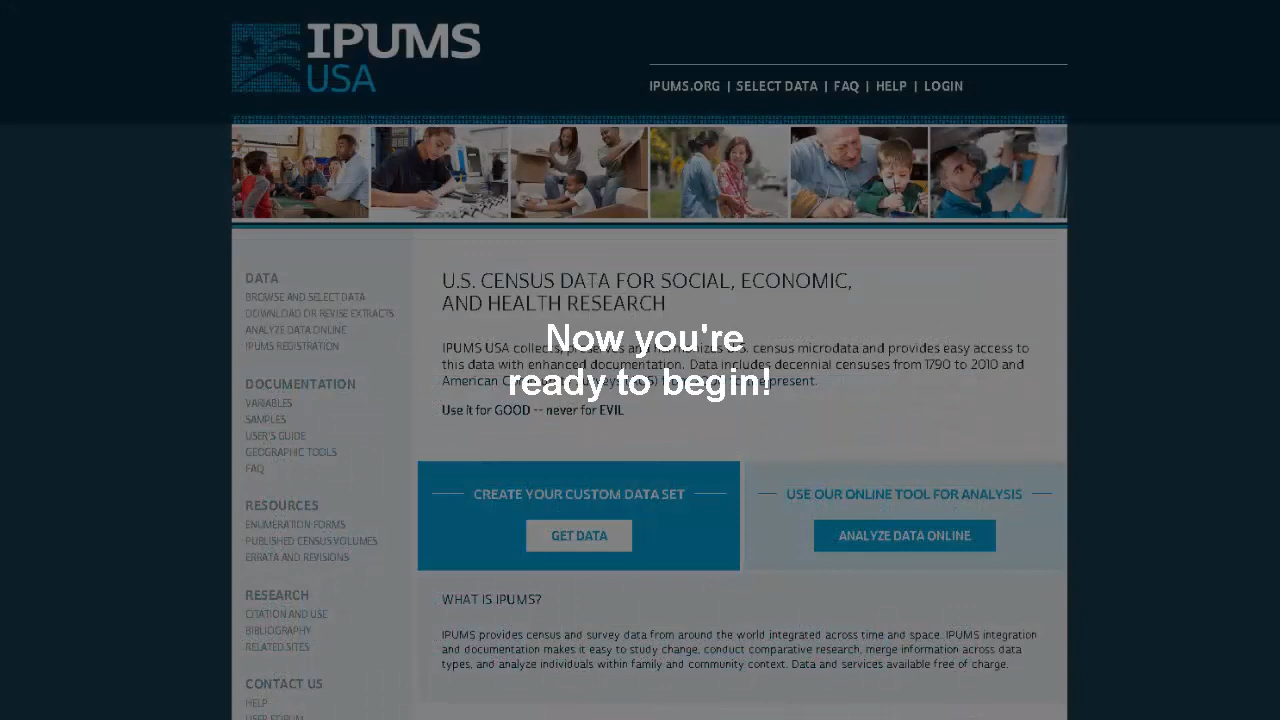 IPUMS
USA
IPUMS.ORG | SELECT DATA | FAQ | HELP | LOGIN
DATA
BROWSE AND SELECT DATA
DOWNLOAD OR REVISE EXTRACTS
ANALYZE DATA ONLINE
IPUMS REGISTRATION
DOCUMENTATION
VARIABLES
SAMPLES
USER'S GUIDE
GEOGRAPHIC TOOLS
FAQ
RESOURCES
ENUMERATION FORMS
PUBLISHED CENSUS VOLUMES
ERRATA AND REVISIONS
RESEARCH
CITATION AND USE
BIBLIOGRAPHY
RELATED SITES
CONTACT US
HELP
USER FORUM
U.S. CENSUS DATA FOR SOCIAL, ECONOMIC,
AND HEALTH RESEARCH
Now you're
ready to begin!
IPUMS USA collects, preserves and harmonizes U.S. census microdata and provides easy access to
this data with enhanced documentation. Data includes decennial censuses from 1790 to 2010 and
American present.
Use it for GOOD -- never for EVIL
CREATE YOUR CUSTOM DATA SET
GET DATA
USE OUR ONLINE TOOL FOR ANALYSIS
ANALYZE DATA ONLINE
WHAT IS IPUMS?
IPUMS provides census and survey data from around the world integrated across time and space. IPUMS integration
and documentation makes it easy to study change, conduct comparative research, merge information across data
types, and analyze individuals within family and community context. Data and services available free of charge.